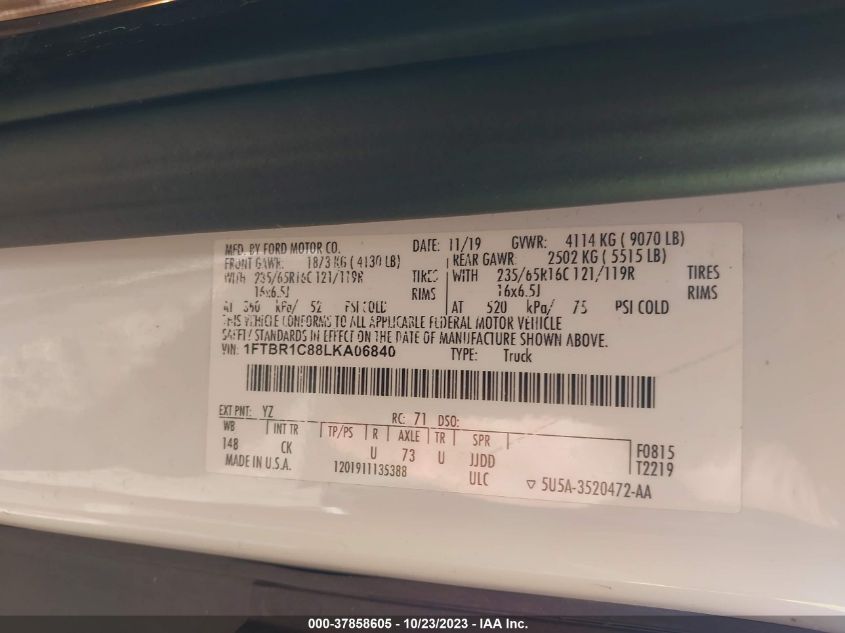 MFD. BY FORD MOTOR CO. DATE: 11/19 GVWR: 4114 KG ( 9070 LB)
FRONT GAWR: 1873 KG ( 4130 LB) REAR GAWR: 2502 KG ( 5515 LB)
WITH 235/65R16C 121/119R TIRES WITH 235/65R16C 121/119R TIRES
16x6.5J RIMS 16x6.5J RIMS
AT 360 kPa/ 52 PSI COLD AT 520 kPa/ 75 PSI COLD
THIS VEHICLE CONFORMS TO ALL APPLICABLE FEDERAL MOTOR VEHICLE
SAFETY STANDARDS IN EFFECT ON THE DATE OF MANUFACTURE SHOWN ABOVE.
VIN: 1FTBR1C88LKA06840 TYPE: Truck
EXT PNT: YZ RC: 71 DSO:
WB INT TR TP/PS R AXLE TR SPR F0815
148 CK U 73 U JJDD T2219
MADE IN U.S.A. 1201911135388 ULC ▽ 5U5A-3520472-AA
000-37858605 - 10/23/2023 - IAA Inc.